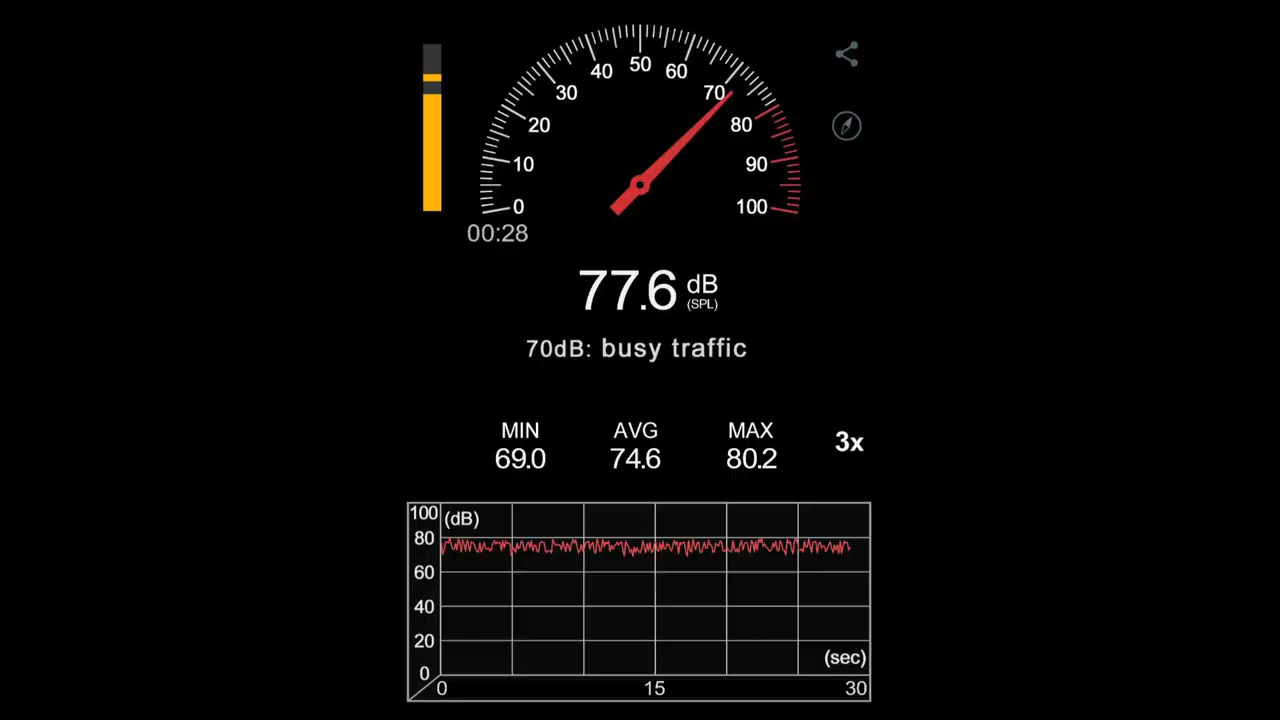 50
40 60
30 70
20 80
10 90
0 100
00:28
77.6 dB
(SPL)
70dB: busy traffic
MIN AVG MAX
69.0 74.6 80.2
3x
100 (dB)
80
60
40
20
(sec)
0
0 15 30